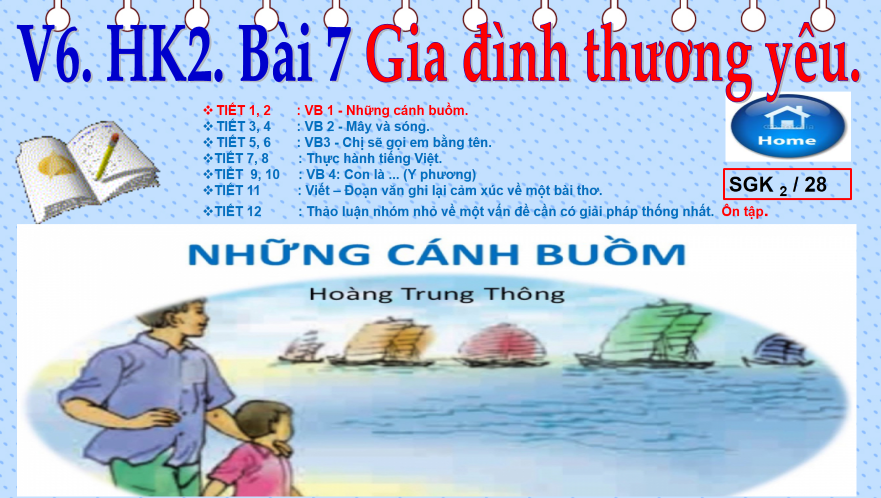 V6. HK2. Bài 7 Gia đình thương yêu.
❖ TIẾT 1, 2 : VB 1 - Những cánh buồm.
❖ TIẾT 3, 4 : VB 2 - Mây và sóng.
❖ TIẾT 5, 6 : VB3 - Chị sẽ gọi em bằng tên.
❖TIẾT 7, 8 : Thực hành tiếng Việt.
❖TIẾT 9, 10 : VB 4: Con là ... (Y phương)
❖TIẾT 11 : Viết – Đoạn văn ghi lại cảm xúc về một bài thơ.
❖TIẾT 12 : Thảo luận nhóm nhỏ về một vấn đề cần có giải pháp thống nhất. Ôn tập.
Home
SGK 2 / 28
NHỮNG CÁNH BUỒM
Hoàng Trung Thông